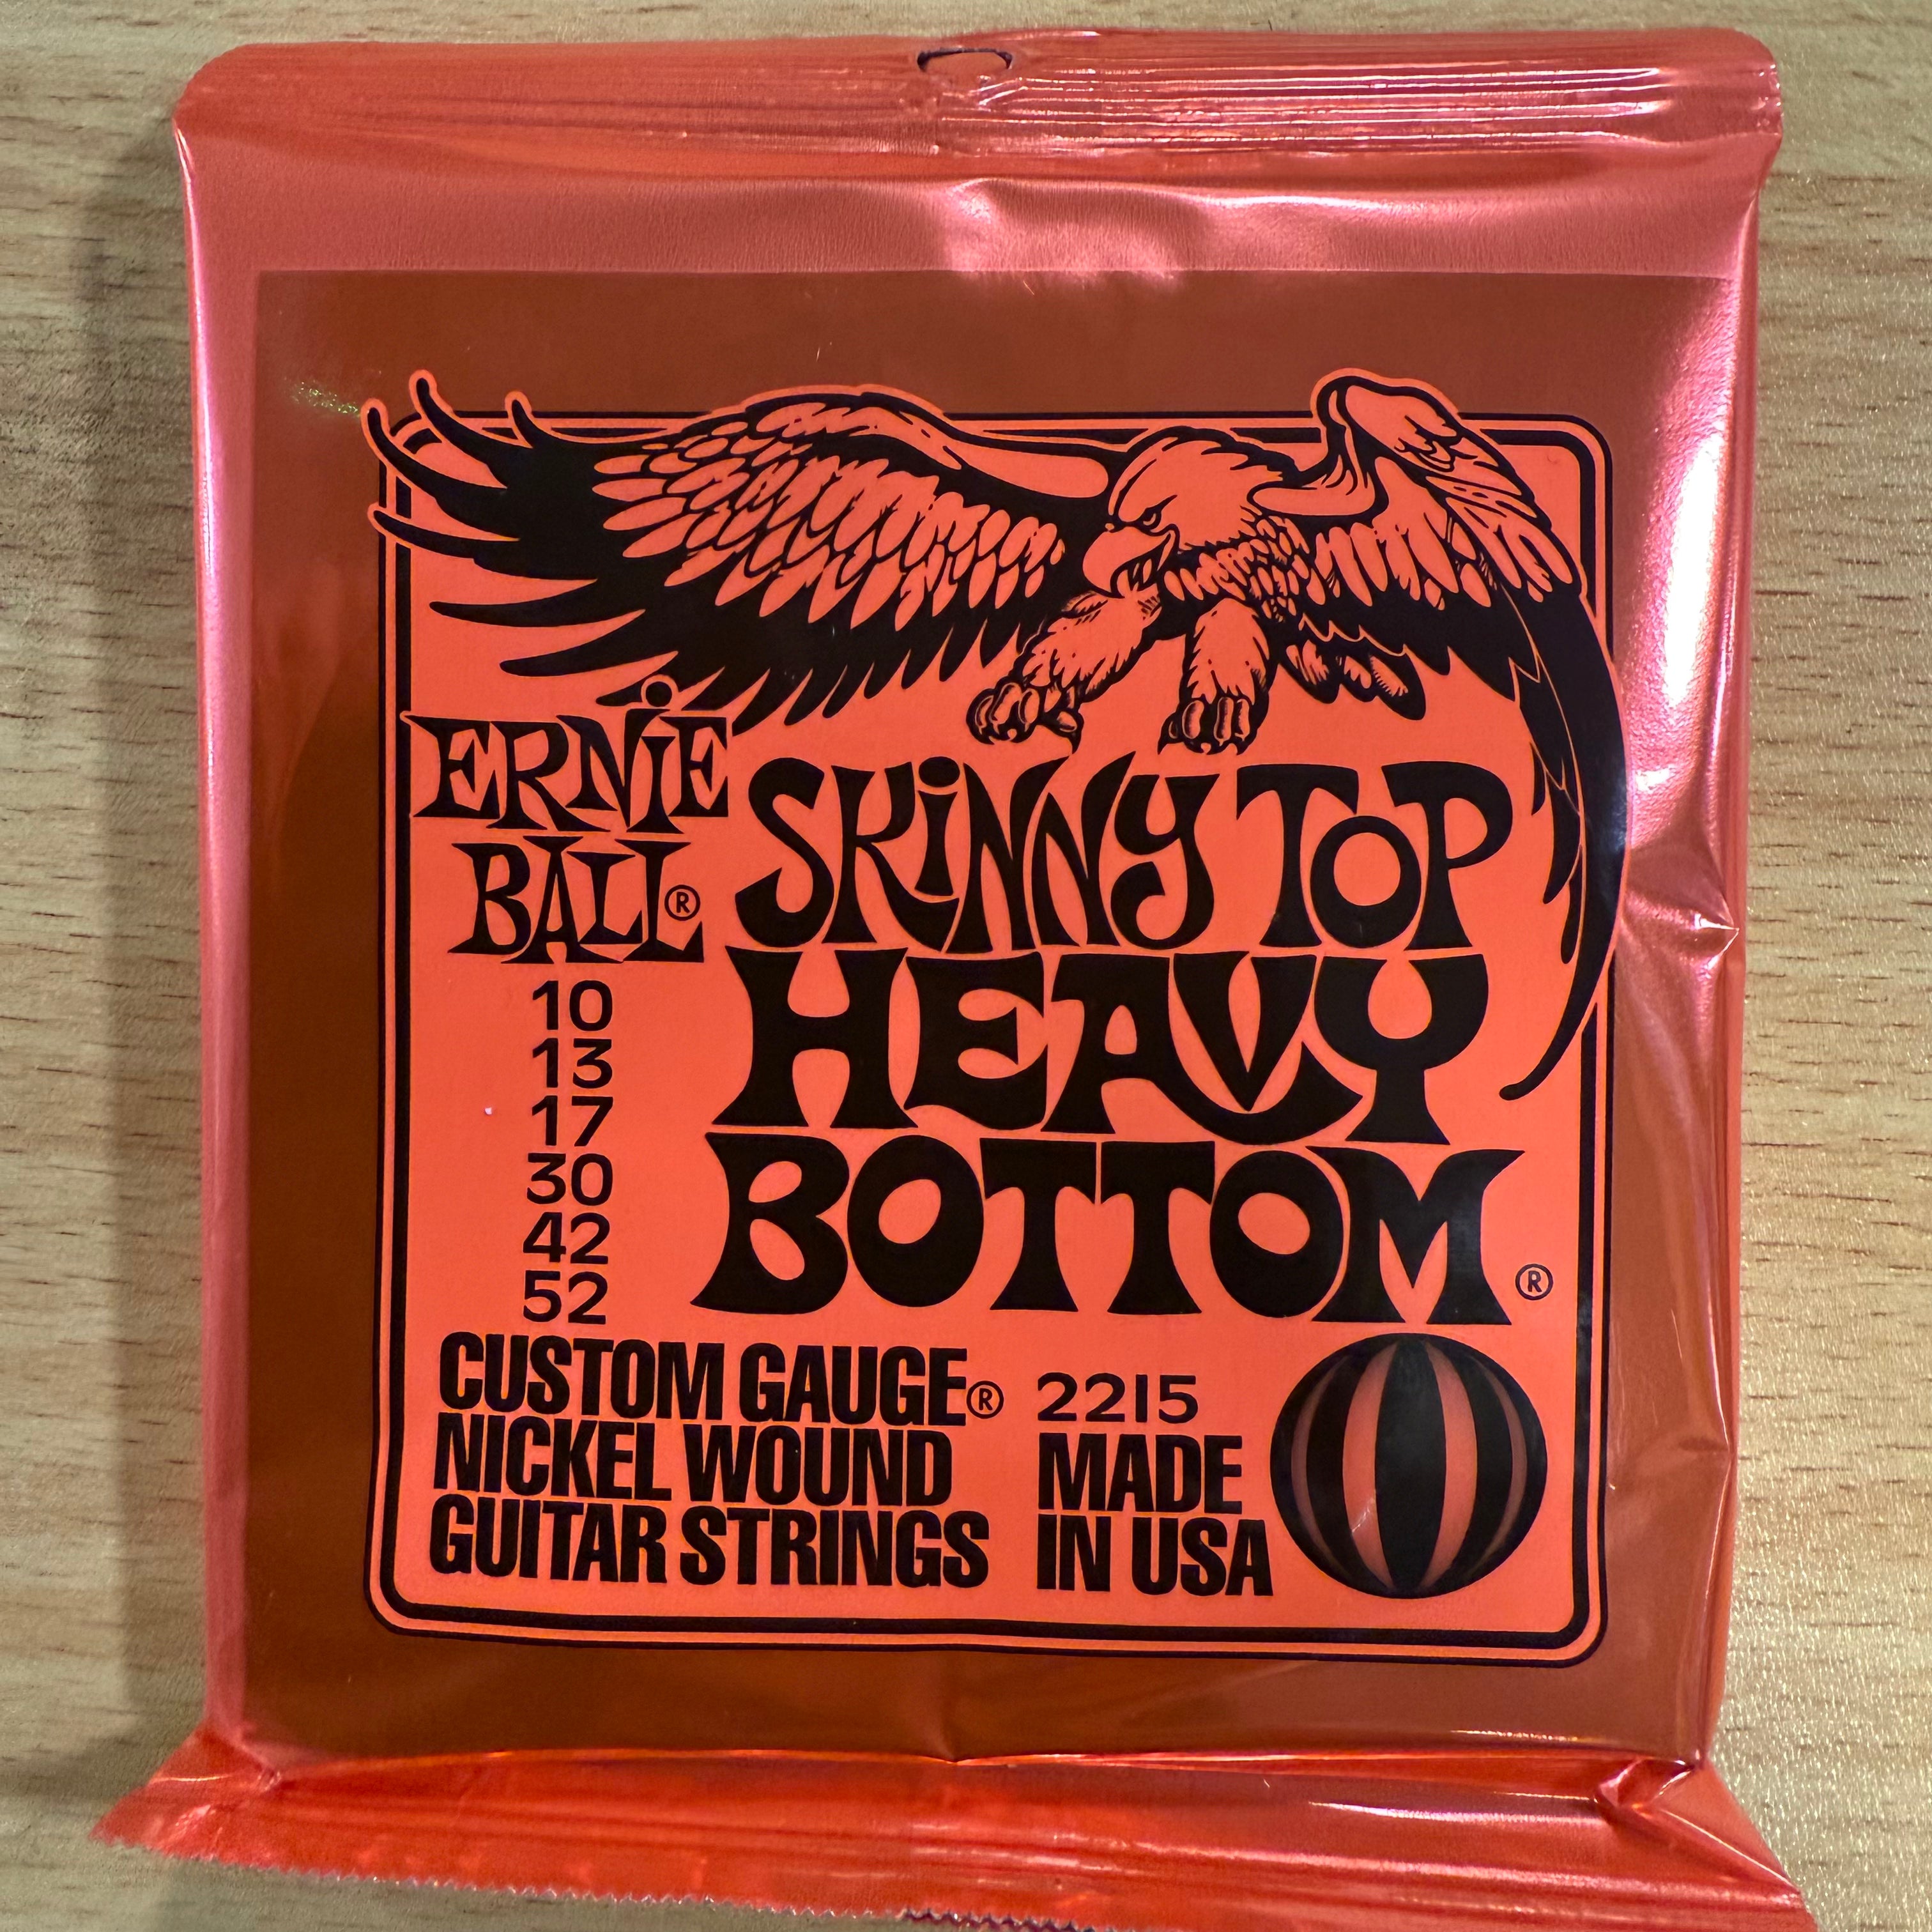 ERNiE
BALL®
SKiNNY TOP
HEAVY
BOTTOM®
10
13
17
30
42
52
CUSTOM GAUGE®
NICKEL WOUND
GUITAR STRINGS
2215
MADE
IN USA